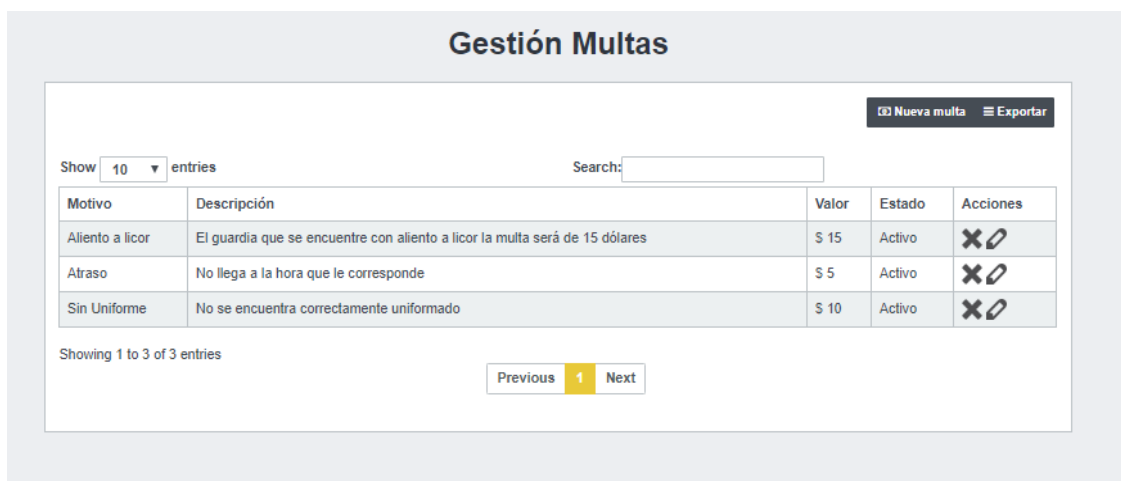 Gestión Multas
Nueva multa Exportar
Show 10 entries Search:
Motivo Descripción Valor Estado Acciones
Aliento a licor El guardia que se encuentre con aliento a licor la multa será de 15 dólares $ 15 Activo
Atraso No llega a la hora que le corresponde $ 5 Activo
Sin Uniforme No se encuentra correctamente uniformado $ 10 Activo
Showing 1 to 3 of 3 entries
Previous 1 Next